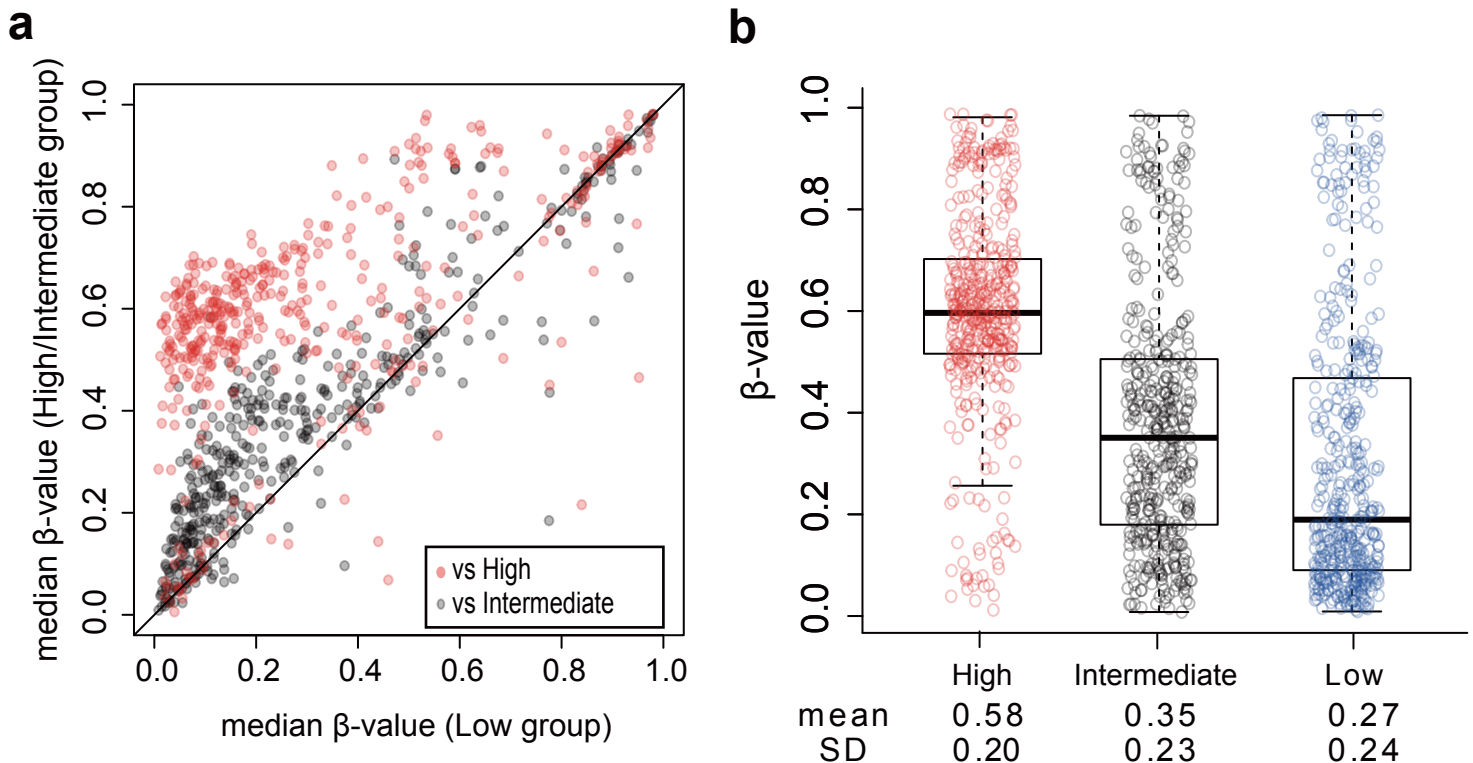 a
median β-value (High/Intermediate group)
1.0
0.8
0.6
0.4
0.2
0.0
vs High
vs Intermediate
0.0 0.2 0.4 0.6 0.8 1.0
median β-value (Low group)
b
β-value
1.0
0.8
0.6
0.4
0.2
0.0
High Intermediate Low
mean 0.58 0.35 0.27
SD 0.20 0.23 0.24